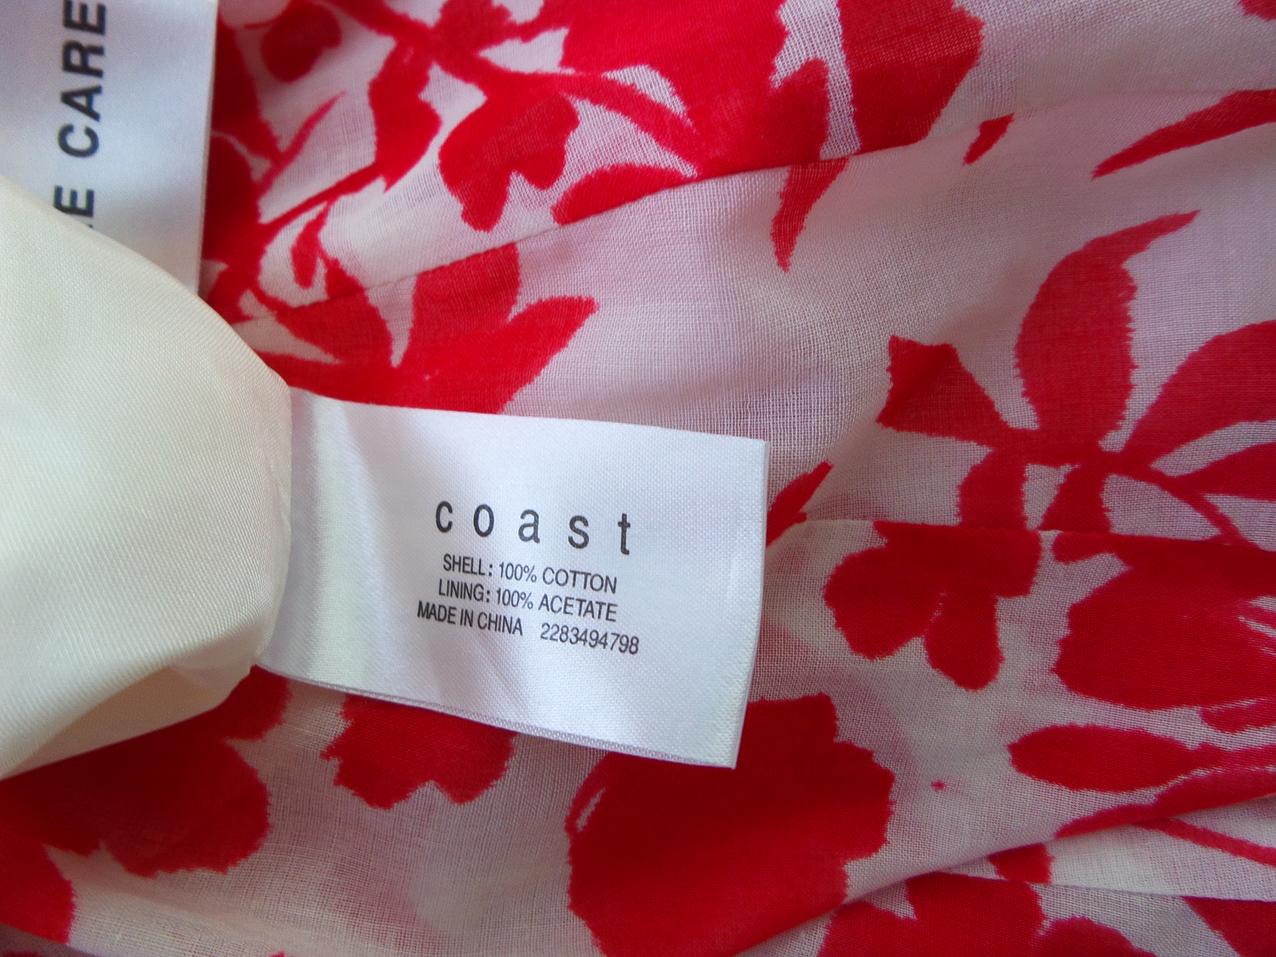 CARE
coast
SHELL: 100% COTTON
LINING: 100% ACETATE
MADE IN CHINA 2283494798